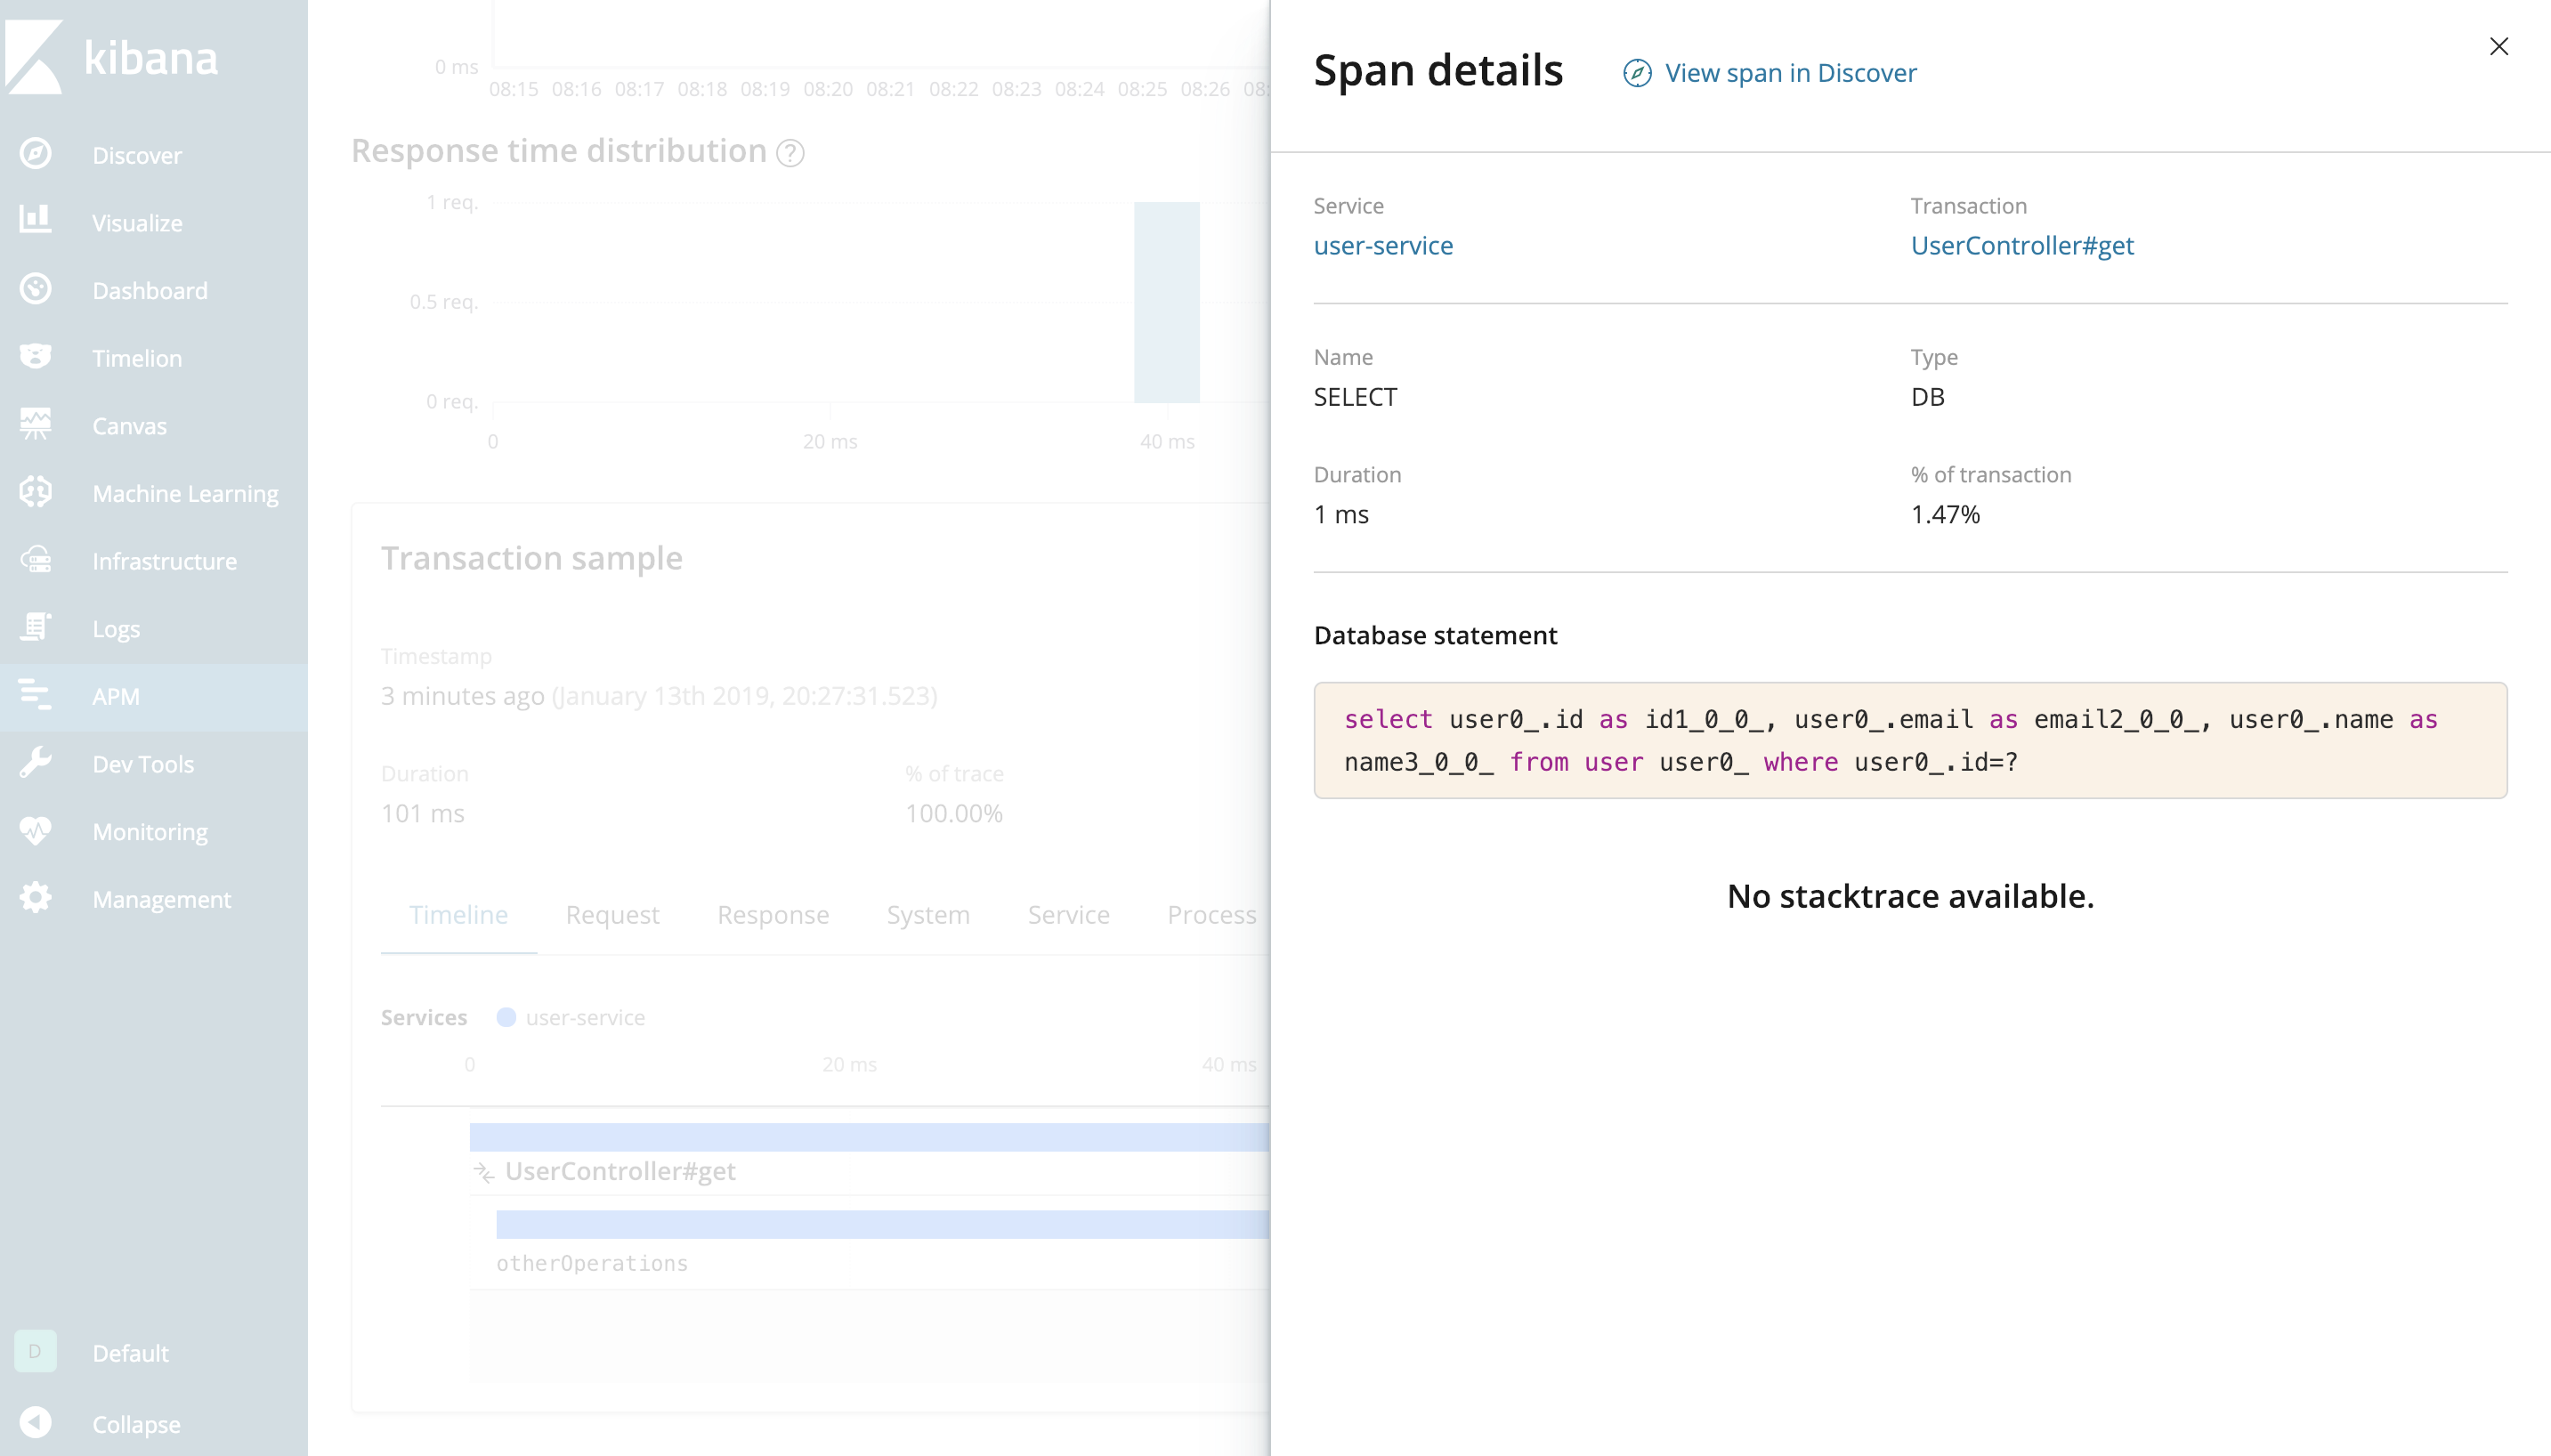 kibana
Discover
Visualize
Dashboard
Timelion
Canvas
Machine Learning
Infrastructure
Logs
APM
Dev Tools
Monitoring
Management
D
Default
Collapse
0 ms
08:15 08:16 08:17 08:18 08:19 08:20 08:21 08:22 08:23 08:24 08:25 08:26 08:
Response time distribution ?
1 req.
0.5 req.
0 req.
0 20 ms 40 ms
Transaction sample
Timestamp
3 minutes ago (January 13th 2019, 20:27:31.523)
Duration % of trace
101 ms 100.00%
Timeline Request Response System Service Process
Services user-service
0 20 ms 40 ms
UserController#get
otherOperations
Span details View span in Discover
Service Transaction
user-service UserController#get
Name Type
SELECT DB
Duration % of transaction
1 ms 1.47%
Database statement
select user0_.id as id1_0_0_, user0_.email as email2_0_0_, user0_.name as
name3_0_0_ from user user0_ where user0_.id=?
No stacktrace available.